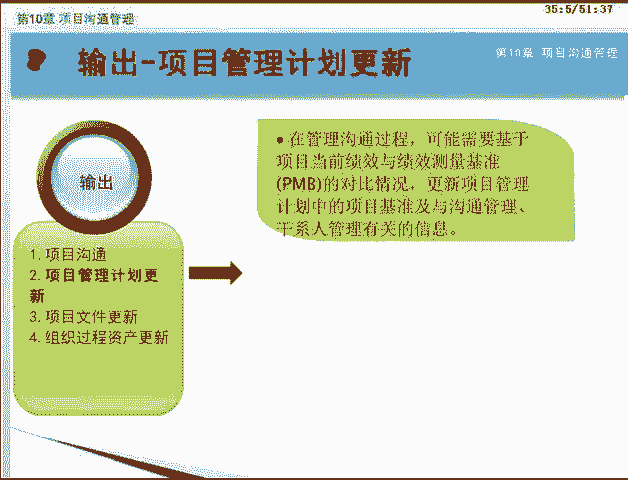 第10章 项目沟通管理
35:5/51:37
输出-项目管理计划更新
第10章 项目沟通管理
输出
1. 项目沟通
2. 项目管理计划更
新
3. 项目文件更新
4. 组织过程资产更新
● 在管理沟通过程，可能需要基于
项目当前绩效与绩效测量基准
(PMB)的对比情况，更新项目管理
计划中的项目基准及与沟通管理、
干系人管理有关的信息。